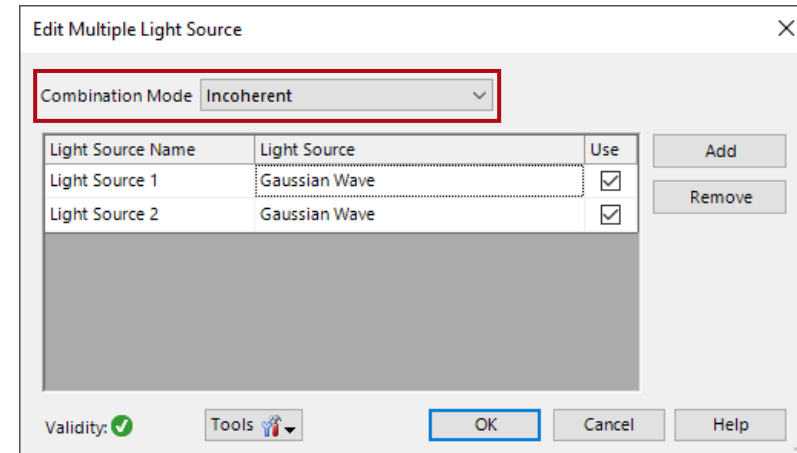 Edit Multiple Light Source
Combination Mode Incoherent
Light Source Name Light Source Use
Light Source 1 Gaussian Wave
Light Source 2 Gaussian Wave
Add
Remove
Validity: Tools OK Cancel Help